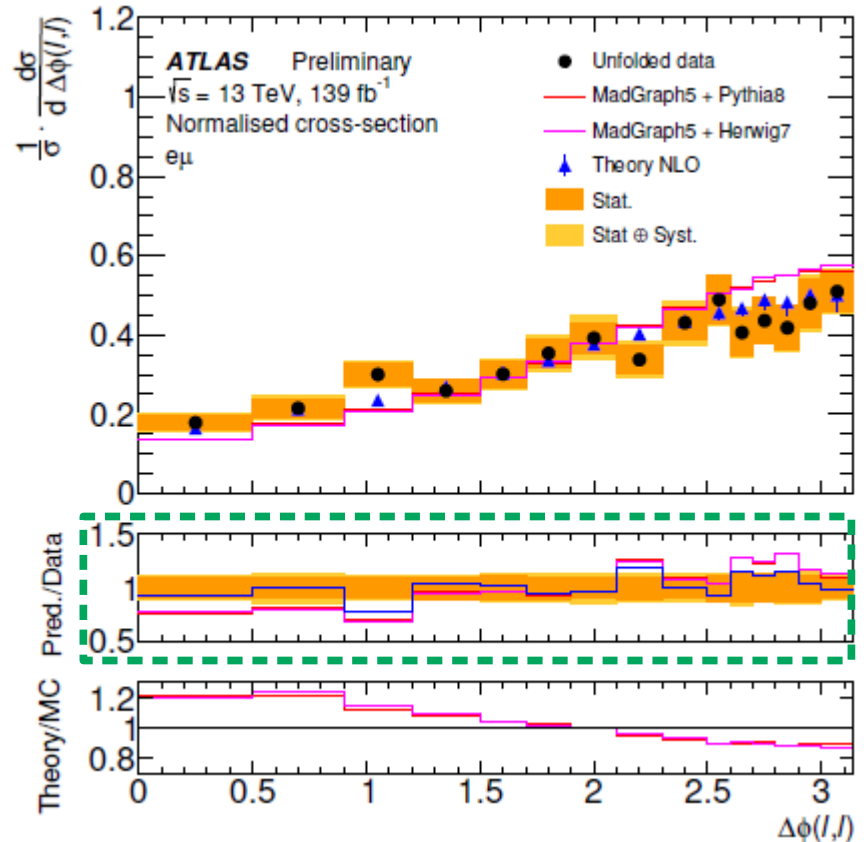 1/σ · dσ/d Δϕ(l,l)
1.2
1
0.8
0.6
0.4
0.2
0
ATLAS Preliminary
√s = 13 TeV, 139 fb⁻¹
Normalised cross-section
eμ
Unfolded data
MadGraph5 + Pythia8
MadGraph5 + Herwig7
Theory NLO
Stat.
Stat ⊕ Syst.
Pred./Data
1.5
1
0.5
Theory/MC
1.2
1
0.8
0 0.5 1 1.5 2 2.5 3
Δϕ(l,l)